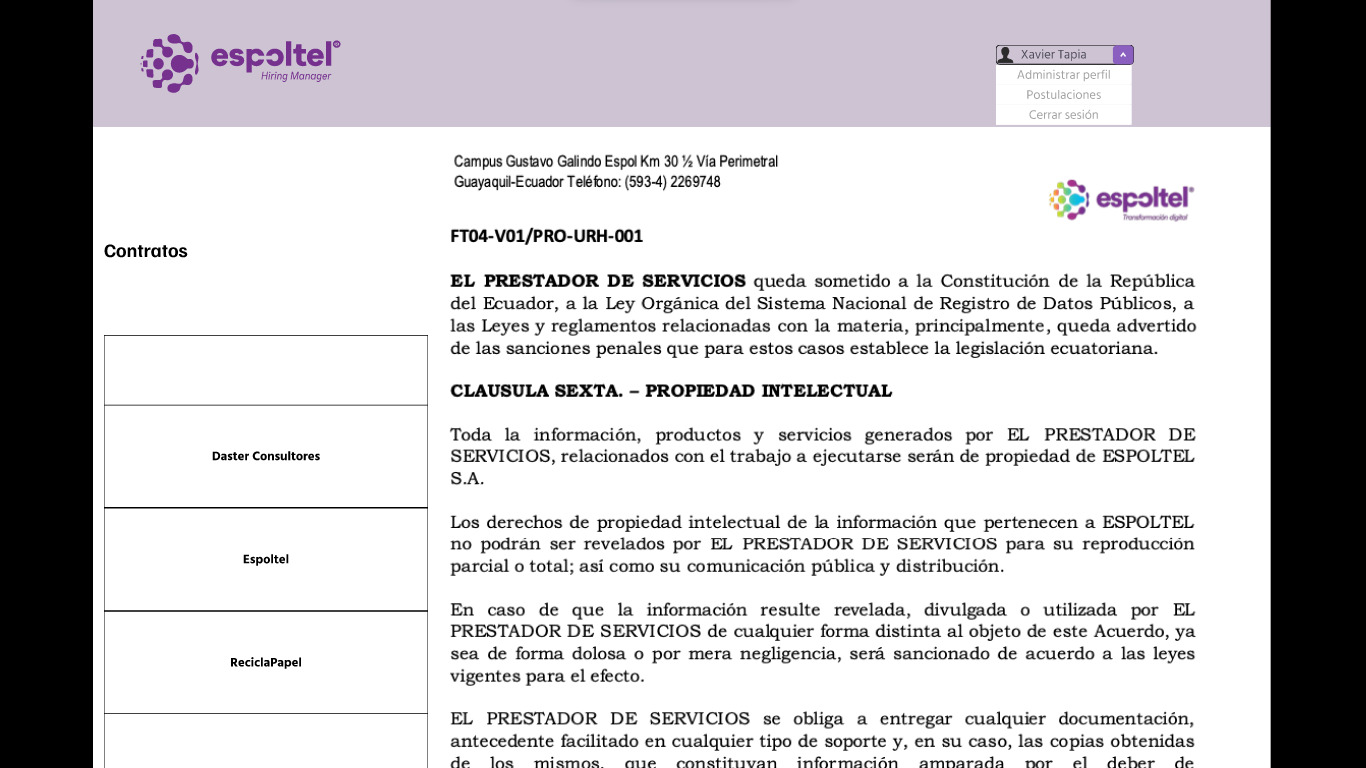 espoltel®
Hiring Manager
Xavier Tapia
Administrar perfil
Postulaciones
Cerrar sesión
Contratos
Daster Consultores
Espoltel
ReciclaPapel
Campus Gustavo Galindo Espol Km 30 ½ Vía Perimetral
Guayaquil-Ecuador Teléfono: (593-4) 2269748
espoltel®
Transformación digital
FT04-V01/PRO-URH-001
EL PRESTADOR DE SERVICIOS queda sometido a la Constitución de la República
del Ecuador, a la Ley Orgánica del Sistema Nacional de Registro de Datos Públicos, a
las Leyes y reglamentos relacionadas con la materia, principalmente, queda advertido
de las sanciones penales que para estos casos establece la legislación ecuatoriana.
CLAUSULA SEXTA. – PROPIEDAD INTELECTUAL
Toda la información, productos y servicios generados por EL PRESTADOR DE
SERVICIOS, relacionados con el trabajo a ejecutarse serán de propiedad de ESPOLTEL
S.A.
Los derechos de propiedad intelectual de la información que pertenecen a ESPOLTEL
no podrán ser revelados por EL PRESTADOR DE SERVICIOS para su reproducción
parcial o total; así como su comunicación pública y distribución.
En caso de que la información resulte revelada, divulgada o utilizada por EL
PRESTADOR DE SERVICIOS de cualquier forma distinta al objeto de este Acuerdo, ya
sea de forma dolosa o por mera negligencia, será sancionado de acuerdo a las leyes
vigentes para el efecto.
EL PRESTADOR DE SERVICIOS se obliga a entregar cualquier documentación,
antecedente facilitado en cualquier tipo de soporte y, en su caso, las copias obtenidas
de los mismos, que constituyan información amparada por el deber de